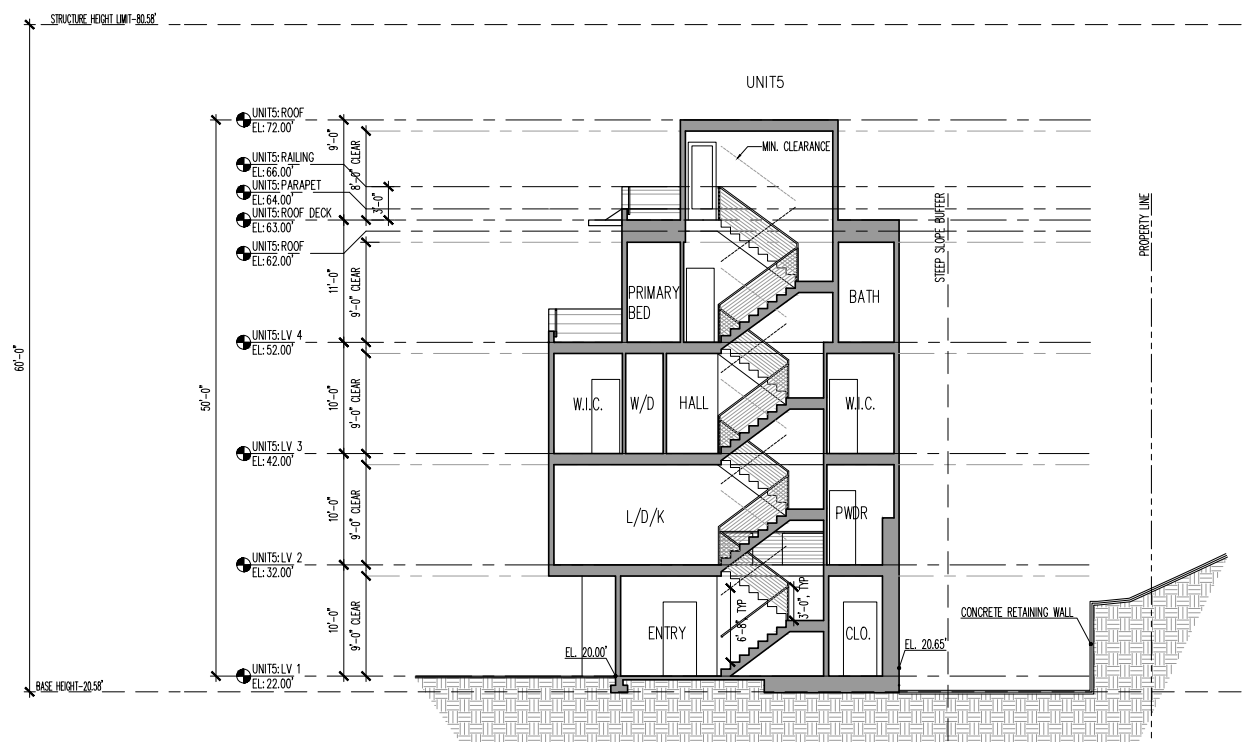 STRUCTURE HEIGHT LIMIT-80.58'
UNIT5
UNIT5: ROOF
EL: 72.00'
9'-0"
8'-0" CLEAR
MIN. CLEARANCE
UNIT5: RAILING
EL: 66.00'
UNIT5: PARAPET
EL: 64.00'
3'-0"
UNIT5: ROOF DECK
EL: 63.00'
UNIT5: ROOF
EL: 62.00'
STEEP SLOPE BUFFER
PROPERTY LINE
11'-0"
9'-0" CLEAR
PRIMARY
BED
BATH
UNIT5: LV 4
EL: 52.00'
60'-0"
50'-0"
10'-0"
9'-0" CLEAR
W.I.C.
W/D
HALL
W.I.C.
UNIT5: LV 3
EL: 42.00'
10'-0"
9'-0" CLEAR
L/D/K
PWDR
UNIT5: LV 2
EL: 32.00'
10'-0"
9'-0" CLEAR
6'-8", TYP
3'-0", TYP
ENTRY
CLO.
CONCRETE RETAINING WALL
EL. 20.00'
EL. 20.65'
UNIT5: LV 1
EL: 22.00'
BASE HEIGHT-20.58'